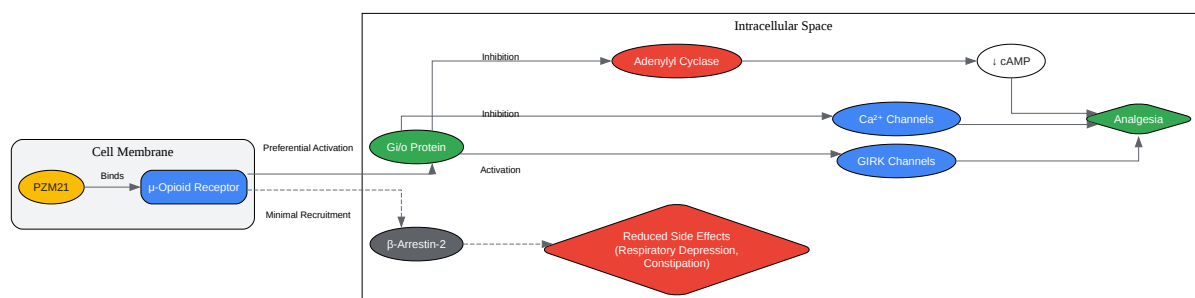 Intracellular Space
Inhibition
Adenylyl Cyclase
↓ cAMP
Inhibition
Ca²⁺ Channels
Analgesia
Cell Membrane
Preferential Activation
Gi/o Protein
GIRK Channels
Activation
PZM21
Binds
μ-Opioid Receptor
Minimal Recruitment
β-Arrestin-2
Reduced Side Effects
(Respiratory Depression,
Constipation)